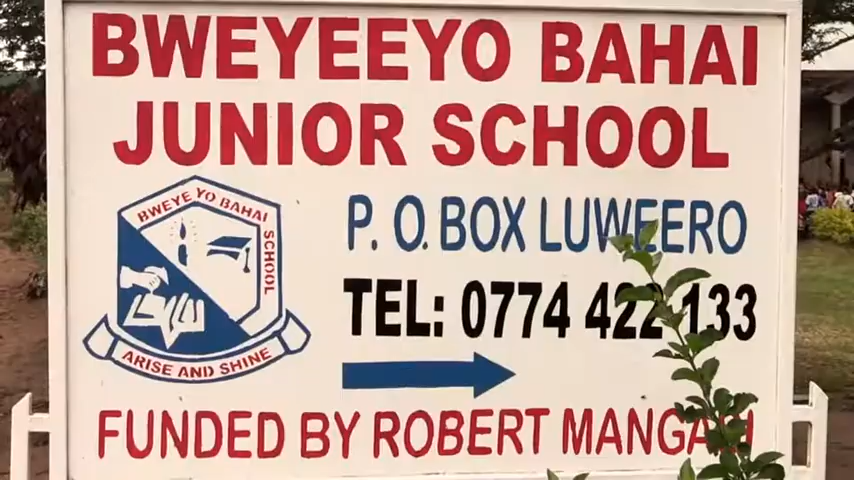 BWEYEEYO BAHAI
JUNIOR SCHOOL
BWEYE YO BAHAI SCHOOL
ARISE AND SHINE
P. O. BOX LUWEERO
TEL: 0774 422 133
FUNDED BY ROBERT